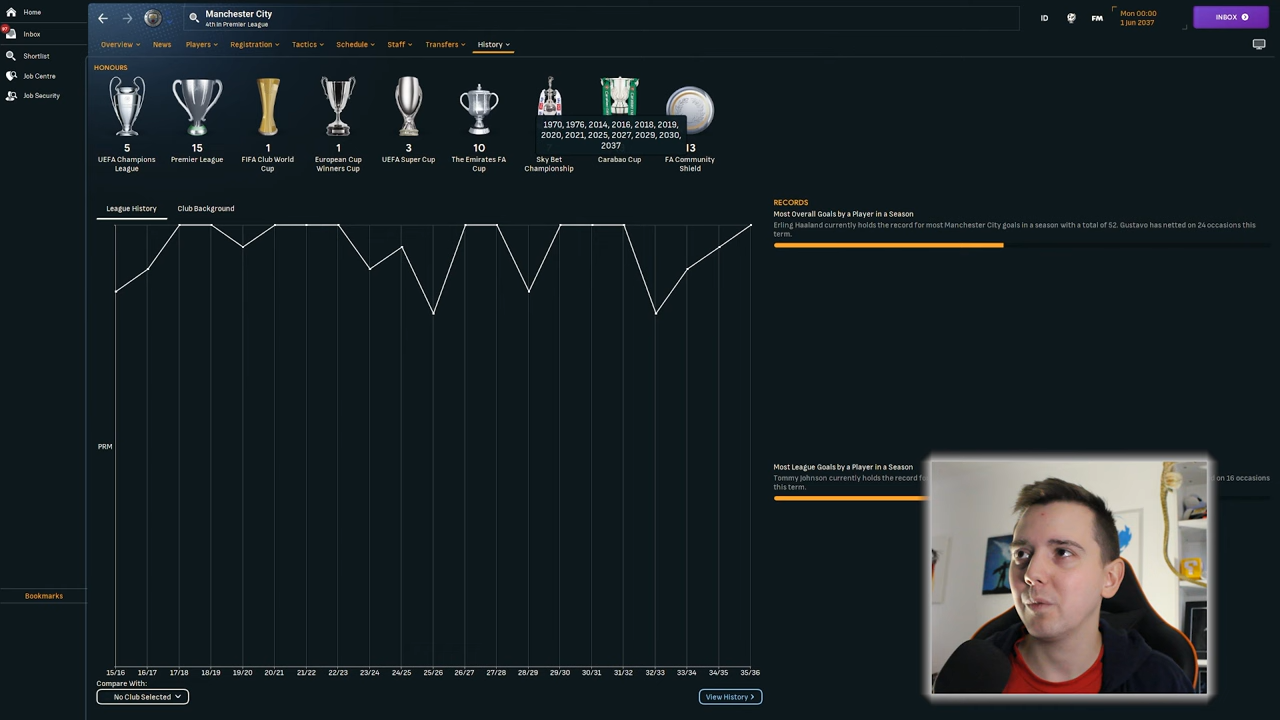 Home
97
Inbox
Shortlist
Job Centre
Job Security
Bookmarks
Manchester City
4th in Premier League
ID
FM
Mon 00:00
1 Jun 2037
INBOX
Overview
News
Players
Registration
Tactics
Schedule
Staff
Transfers
History
HONOURS
5
UEFA Champions
League
15
Premier League
1
FIFA Club World
Cup
1
European Cup
Winners Cup
3
UEFA Super Cup
10
The Emirates FA
Cup
Sky Bet
Championship
Carabao Cup
13
FA Community
Shield
1970, 1976, 2014, 2016, 2018, 2019,
2020, 2021, 2025, 2027, 2029, 2030,
2037
League History
Club Background
PRM
15/16
16/17
17/18
18/19
19/20
20/21
21/22
22/23
23/24
24/25
25/26
26/27
27/28
28/29
29/30
30/31
31/32
32/33
33/34
34/35
35/36
Compare With:
No Club Selected
View History
RECORDS
Most Overall Goals by a Player in a Season
Erling Haaland currently holds the record for most Manchester City goals in a season with a total of 52. Gustavo has netted on 24 occasions this
term.
Most League Goals by a Player in a Season
Tommy Johnson currently holds the record on 16 occasions
this term.